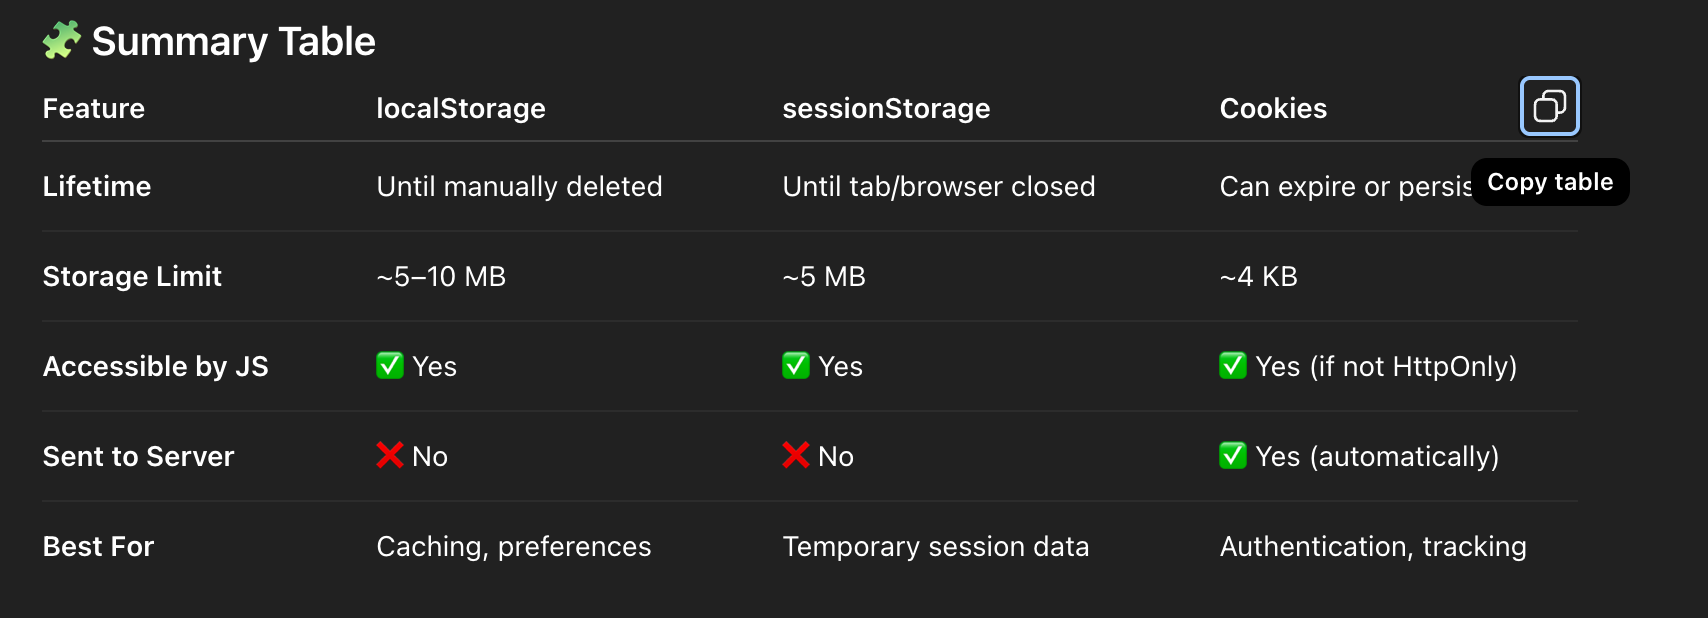 🧩 Summary Table
Feature localStorage sessionStorage Cookies
Lifetime Until manually deleted Until tab/browser closed Can expire or persis
Copy table
Storage Limit ~5–10 MB ~5 MB ~4 KB
Accessible by JS ✅ Yes ✅ Yes ✅ Yes (if not HttpOnly)
Sent to Server ❌ No ❌ No ✅ Yes (automatically)
Best For Caching, preferences Temporary session data Authentication, tracking